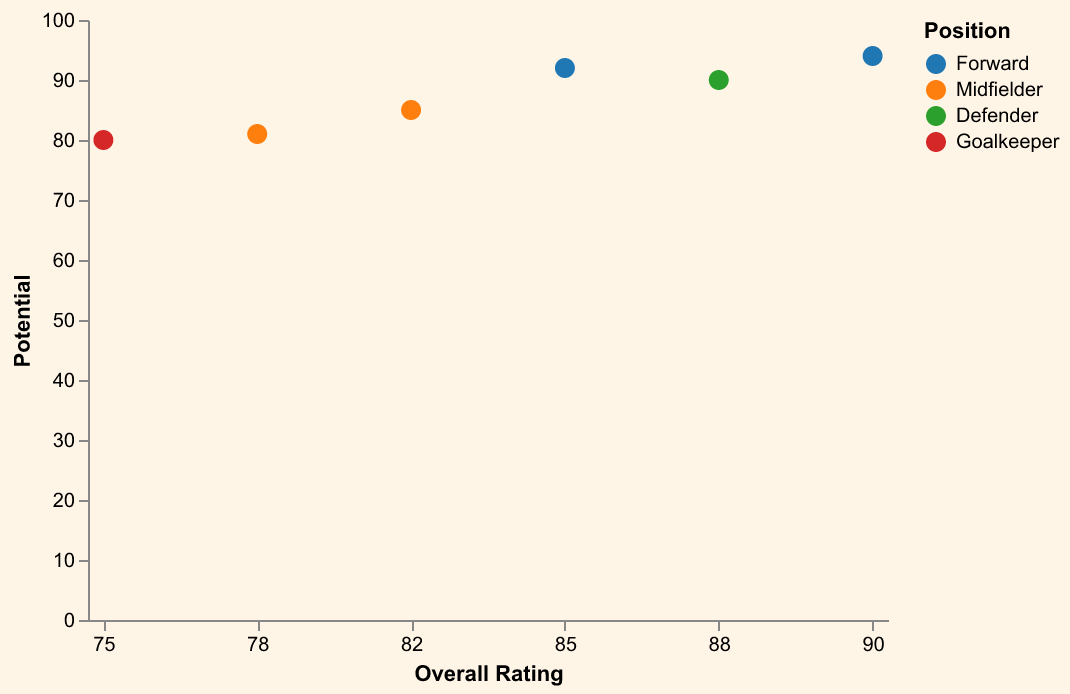 100
90
80
70
60
50
40
30
20
10
0
Potential
75 78 82 85 88 90
Overall Rating
Position
Forward
Midfielder
Defender
Goalkeeper